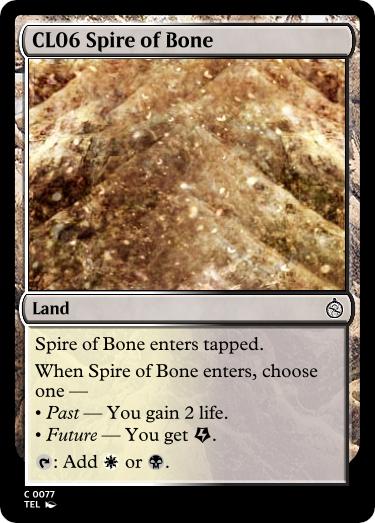 CL06 Spire of Bone
Land
Spire of Bone enters tapped.
When Spire of Bone enters, choose
one —
• Past — You gain 2 life.
• Future — You get .
: Add or .
C 0077
TEL